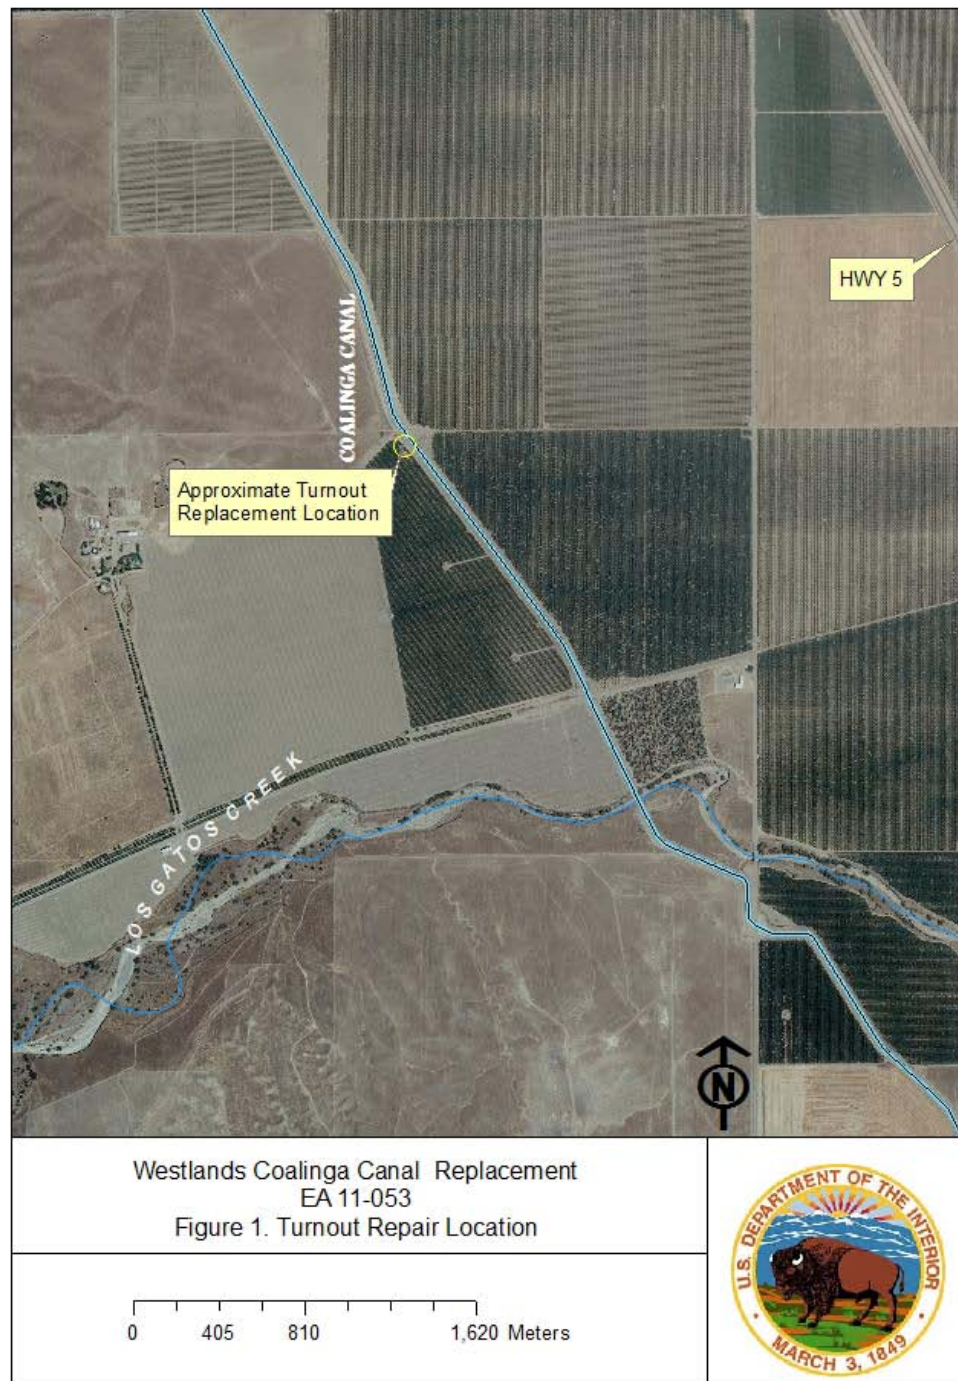 HWY 5
COALINGA CANAL
Approximate Turnout
Replacement Location
LOS GATOS CREEK
N
Westlands Coalinga Canal Replacement
EA 11-053
Figure 1. Turnout Repair Location
0 405 810 1,620 Meters
U.S. DEPARTMENT OF THE INTERIOR
MARCH 3, 1849